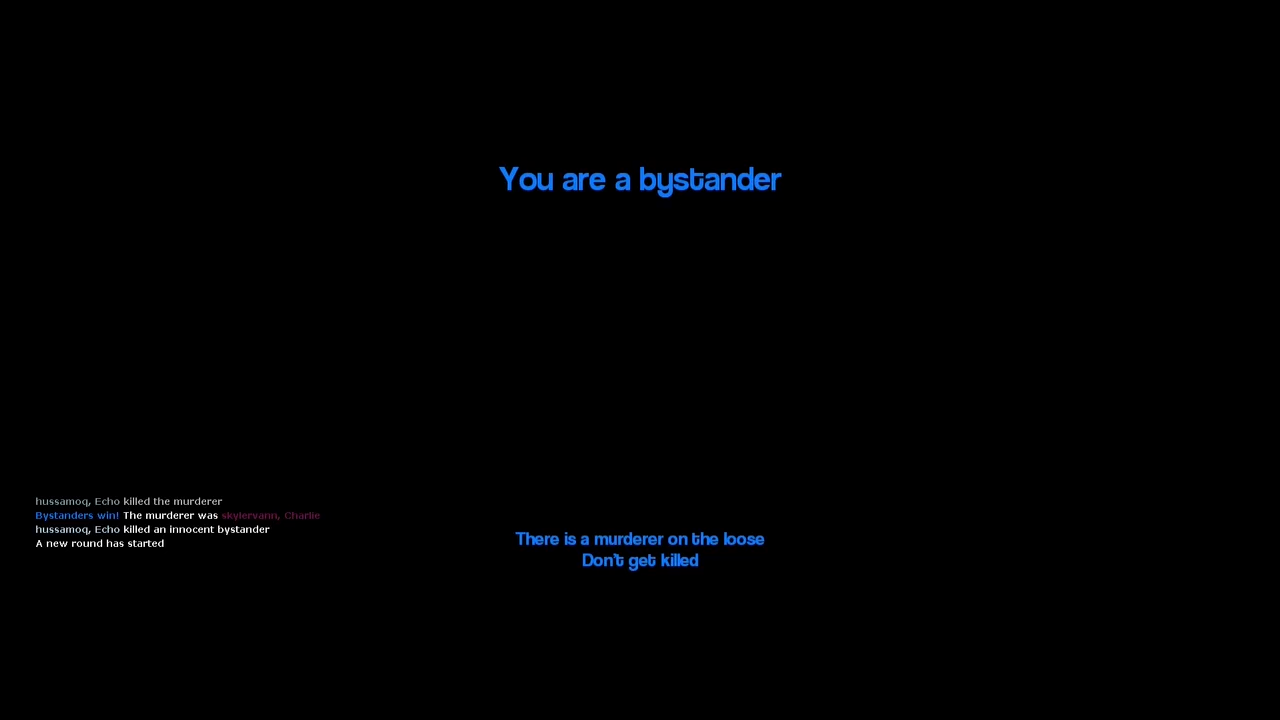 You are a bystander
hussamoq, Echo killed the murderer
Bystanders win! The murderer was skylervann, Charlie
hussamoq, Echo killed an innocent bystander
A new round has started
There is a murderer on the loose
Don't get killed